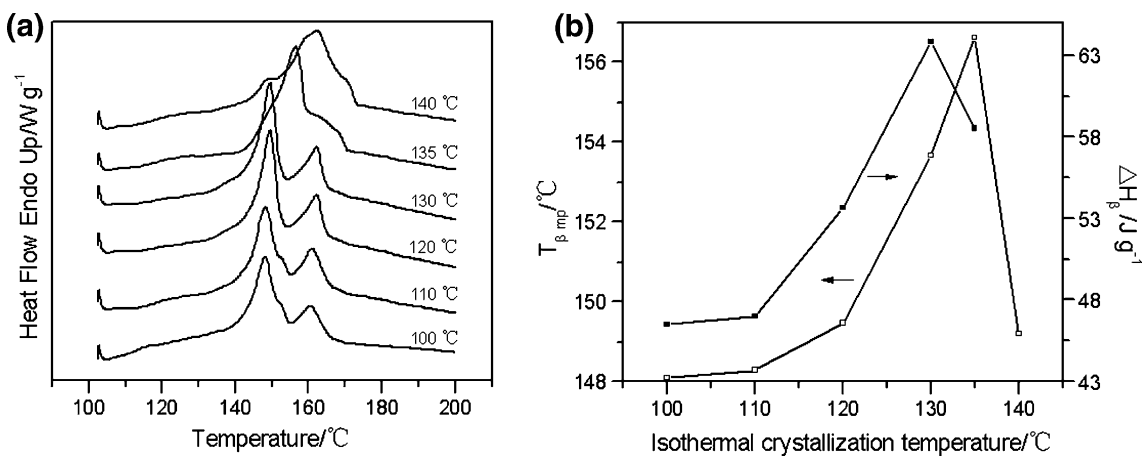 (a)
Heat Flow Endo Up/W g⁻¹
140 ℃
135 ℃
130 ℃
120 ℃
110 ℃
100 ℃
100 120 140 160 180 200
Temperature/℃
(b)
T β mp/℃
156
154
152
150
148
63
58
53
48
43
△Hβ /J g⁻¹
100 110 120 130 140
Isothermal crystallization temperature/℃